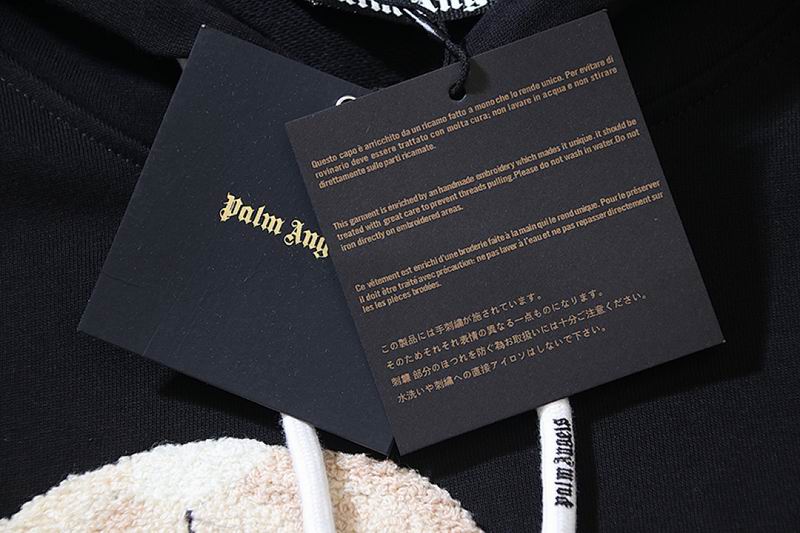 Palm Ang
Palm Ang
Questo capo è arricchito da un ricamo fatto a mono che lo rende unico. Per evitare di
rovinario deve essere trattato con molta cura; non lavare in acqua e non stirare
direttamente sulle parti ricamate.
This garment is enriched by an handmade embroidery which makes it unique .it should be
treated with great care to prevent threads pulling.Please do not wash in water.Do not
iron directly on embroidered areas.
Ce vêtement est enrichi d'une broderie faite à la main qui le rend unique. Pour le préserver
il doit être traité avec précaution: ne pas laver à l'eau et ne pas repasser directement sur
les les pièces brodées.
この製品には手刺繍が施されています。
そのためそれぞれ表情の異なる一点ものになります。
刺繍 部分のほつれを防ぐ為お取扱いには十分ご注意ください。
水洗いや刺繍への直接アイロンはしないで下さい。
Palm Angels